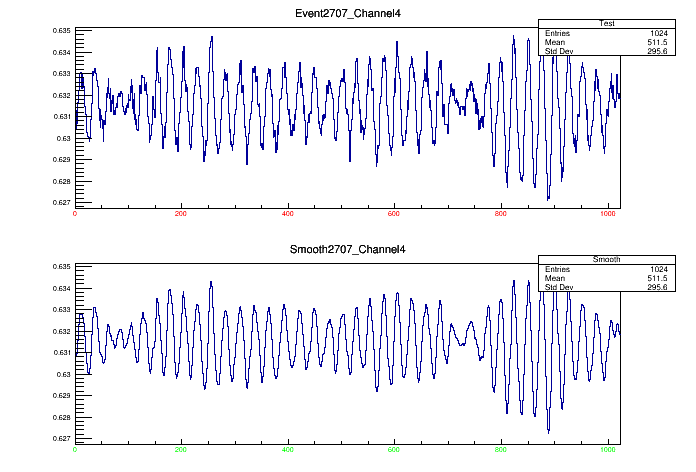 Event2707_Channel4
Test
Entries 1024
Mean 511.5
Std Dev 295.6
0.635
0.634
0.633
0.632
0.631
0.63
0.629
0.628
0.627
0 200 400 600 800 1000
Smooth2707_Channel4
Smooth
Entries 1024
Mean 511.5
Std Dev 295.6
0.635
0.634
0.633
0.632
0.631
0.63
0.629
0.628
0.627
0 200 400 600 800 1000